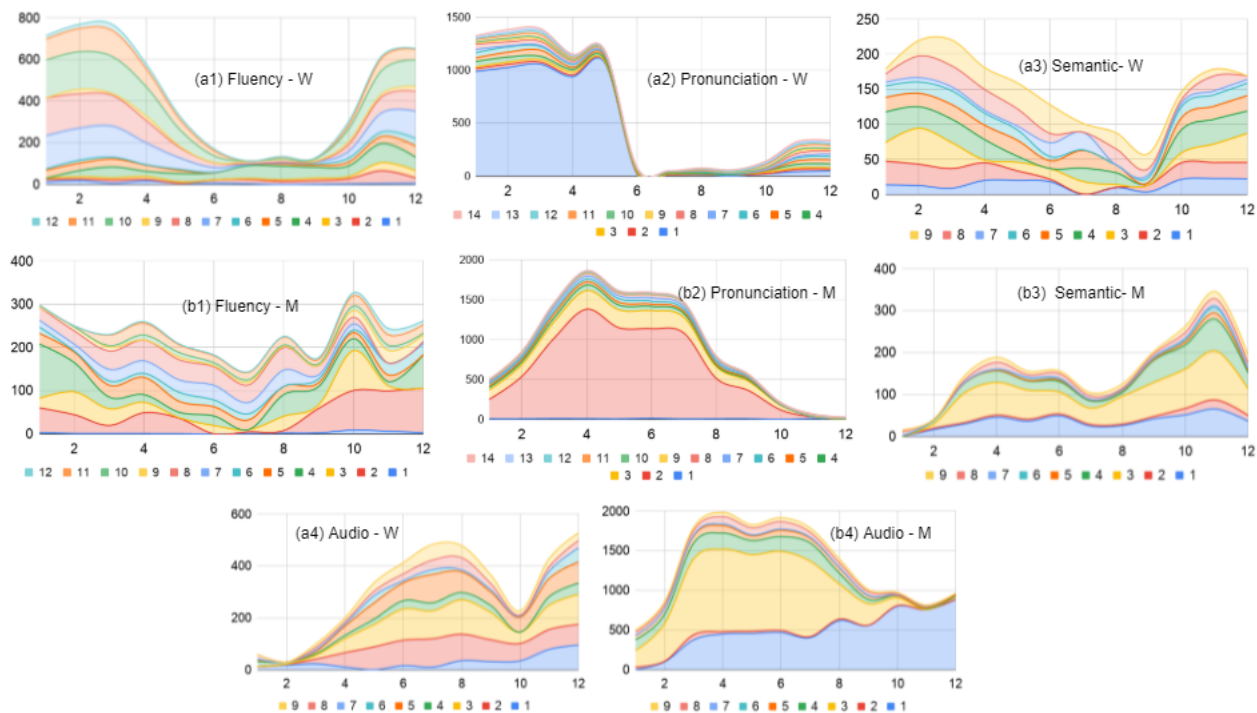 800
600
400
200
0
(a1) Fluency - W
2 4 6 8 10 12
12 11 10 9 8 7 6 5 4 3 2 1
1500
1000
500
0
(a2) Pronunciation - W
2 4 6 8 10 12
14 13 12 11 10 9 8 7 6 5 4
3 2 1
250
200
150
100
50
0
(a3) Semantic- W
2 4 6 8 10 12
9 8 7 6 5 4 3 2 1
400
300
200
100
0
(b1) Fluency - M
2 4 6 8 10 12
12 11 10 9 8 7 6 5 4 3 2 1
2000
1500
1000
500
0
(b2) Pronunciation - M
2 4 6 8 10 12
14 13 12 11 10 9 8 7 6 5 4
3 2 1
400
300
200
100
0
(b3) Semantic- M
2 4 6 8 10 12
9 8 7 6 5 4 3 2 1
600
400
200
0
(a4) Audio - W
2 4 6 8 10 12
9 8 7 6 5 4 3 2 1
2000
1500
1000
500
0
(b4) Audio - M
2 4 6 8 10 12
9 8 7 6 5 4 3 2 1